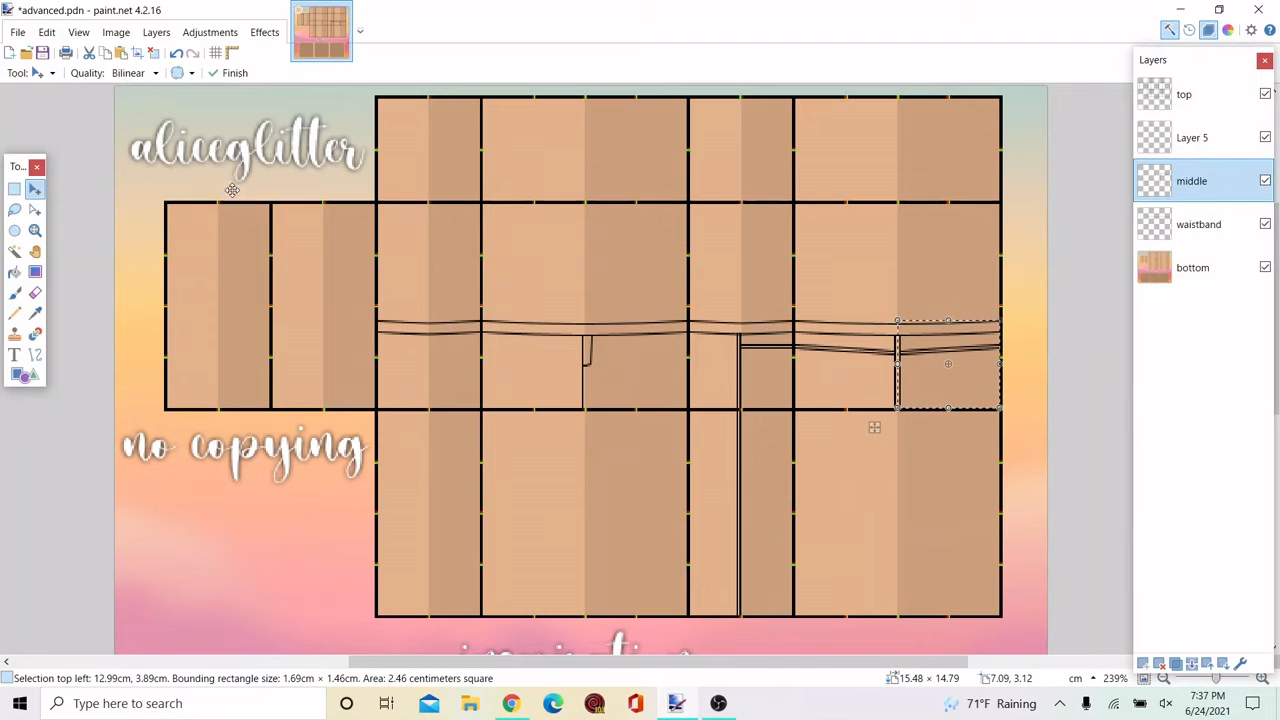 *advanced.pdn - paint.net 4.2.16
File Edit View Image Layers Adjustments Effects
Tool: Quality: Bilinear Finish
Layers
top
Layer 5
middle
waistband
bottom
To...
aliceglitter
no copying
Selection top left: 12.99cm, 3.89cm. Bounding rectangle size: 1.69cm × 1.46cm. Area: 2.46 centimeters square
15.48 × 14.79
7.09, 3.12
cm
239%
Type here to search
71°F Raining
7:37 PM
6/24/2021